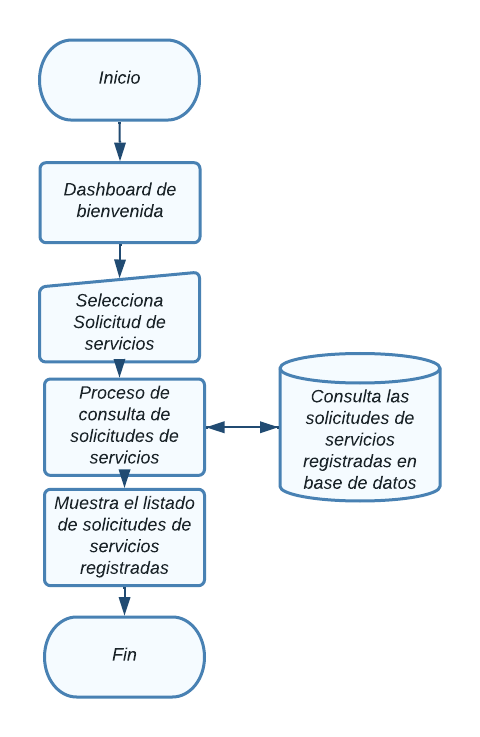 Inicio
Dashboard de
bienvenida
Selecciona
Solicitud de
servicios
Proceso de
consulta de
solicitudes de
servicios
Consulta las
solicitudes de
servicios
registradas en
base de datos
Muestra el listado
de solicitudes de
servicios
registradas
Fin